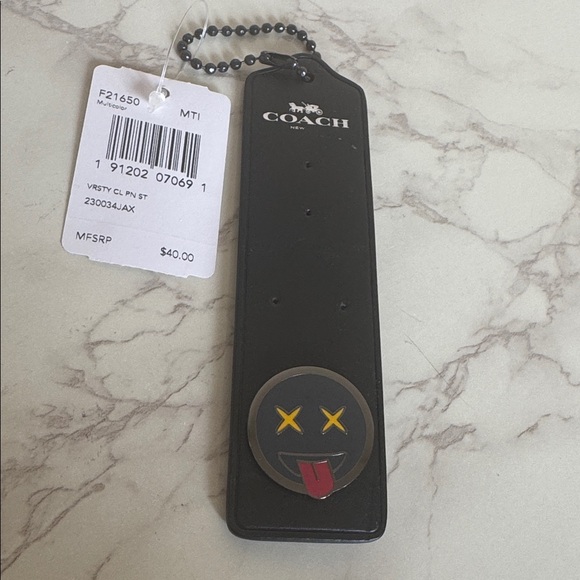 F21650
Multicolor
MTI
1 91202 07069 1
VRSTY CL PN ST
230034JAX
MFSRP
$40.00
COACH
NEW